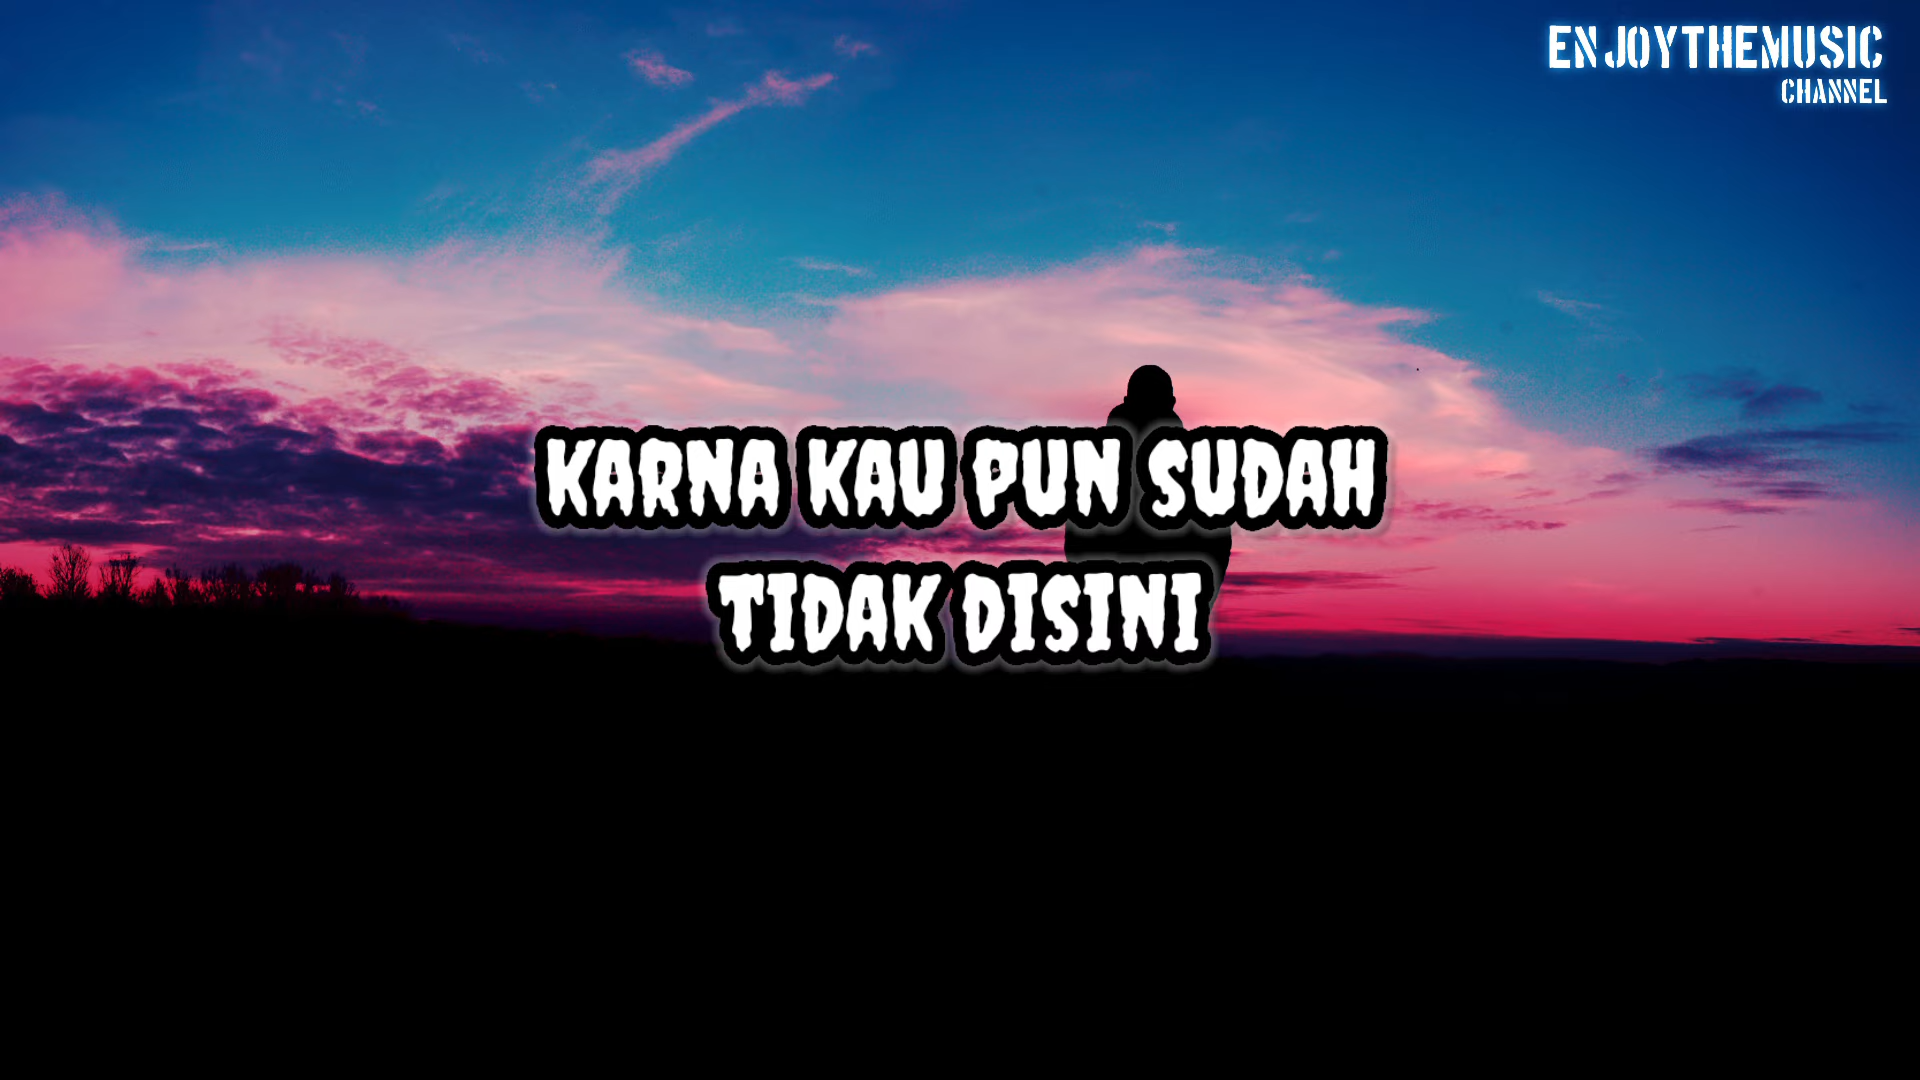 ENJOYTHEMUSIC
CHANNEL
KARNA KAU PUN SUDAH
TIDAK DISINI